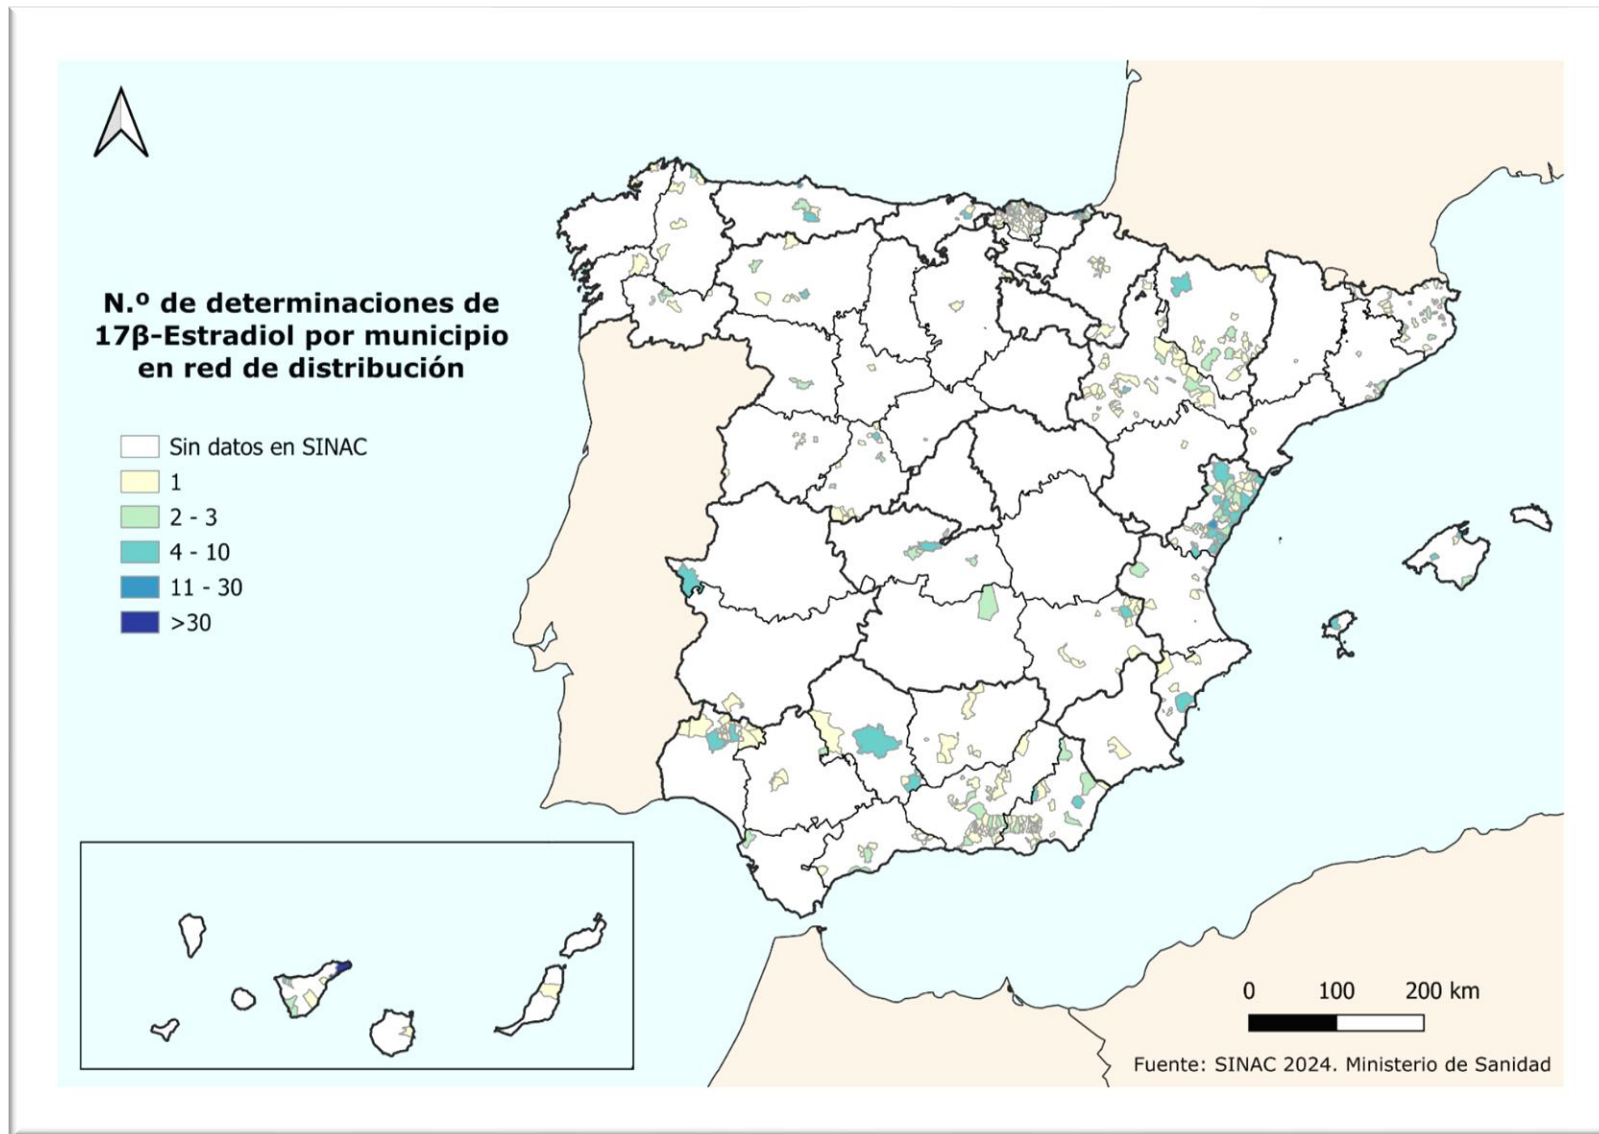 N.º de determinaciones de
17β-Estradiol por municipio
en red de distribución
Sin datos en SINAC
1
2 - 3
4 - 10
11 - 30
>30
0 100 200 km
Fuente: SINAC 2024. Ministerio de Sanidad